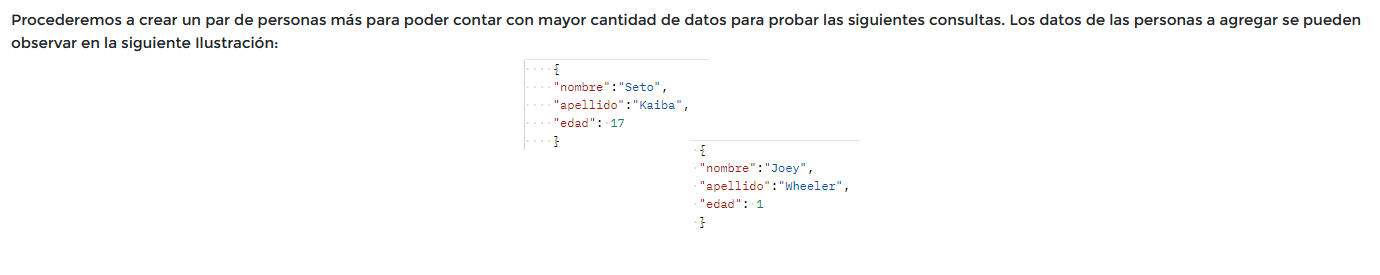 Procederemos a crear un par de personas más para poder contar con mayor cantidad de datos para probar las siguientes consultas. Los datos de las personas a agregar se pueden
observar en la siguiente Ilustración:
{
"nombre":"Seto",
"apellido":"Kaiba",
"edad": 17
}
{
"nombre":"Joey",
"apellido":"Wheeler",
"edad": 1
}